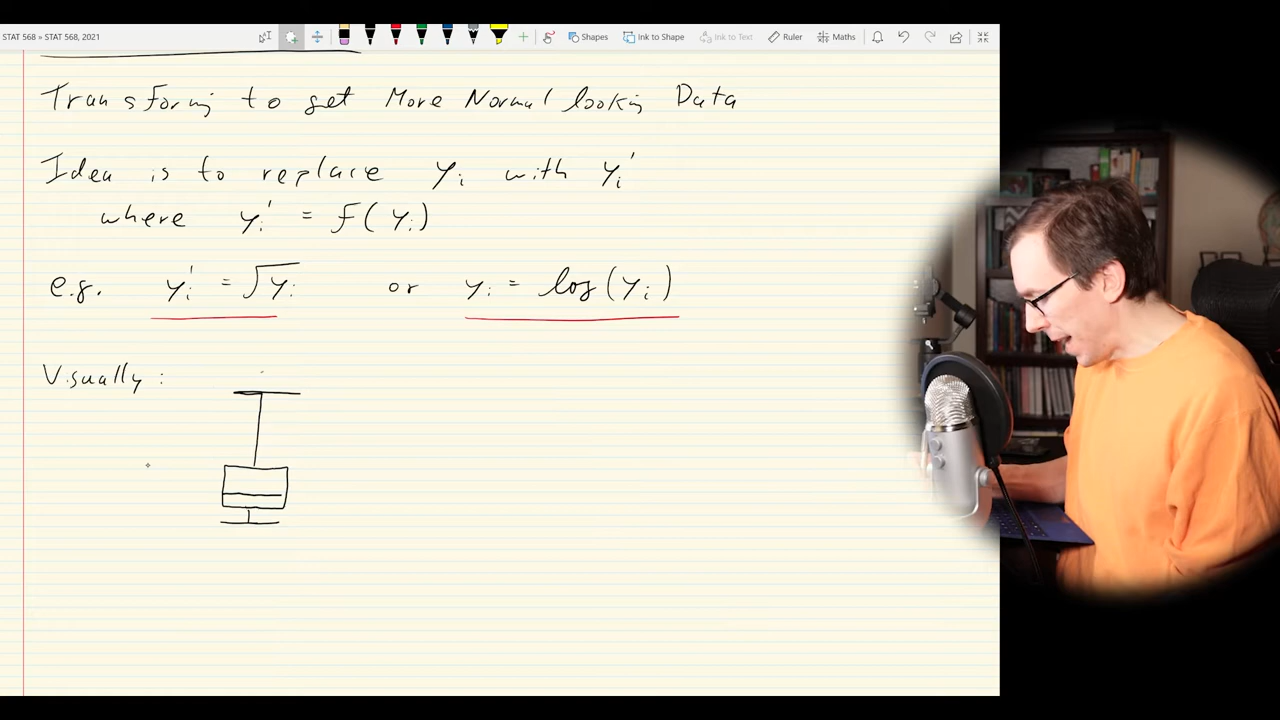 STAT 568 » STAT 568, 2021
Shapes Ink to Shape Ink to Text Ruler Maths
Transforming to get More Normal looking Data
Idea is to replace yᵢ with yᵢ'
where yᵢ' = f(yᵢ)
e.g. yᵢ' = √yᵢ or yᵢ = log(yᵢ)
Visually: